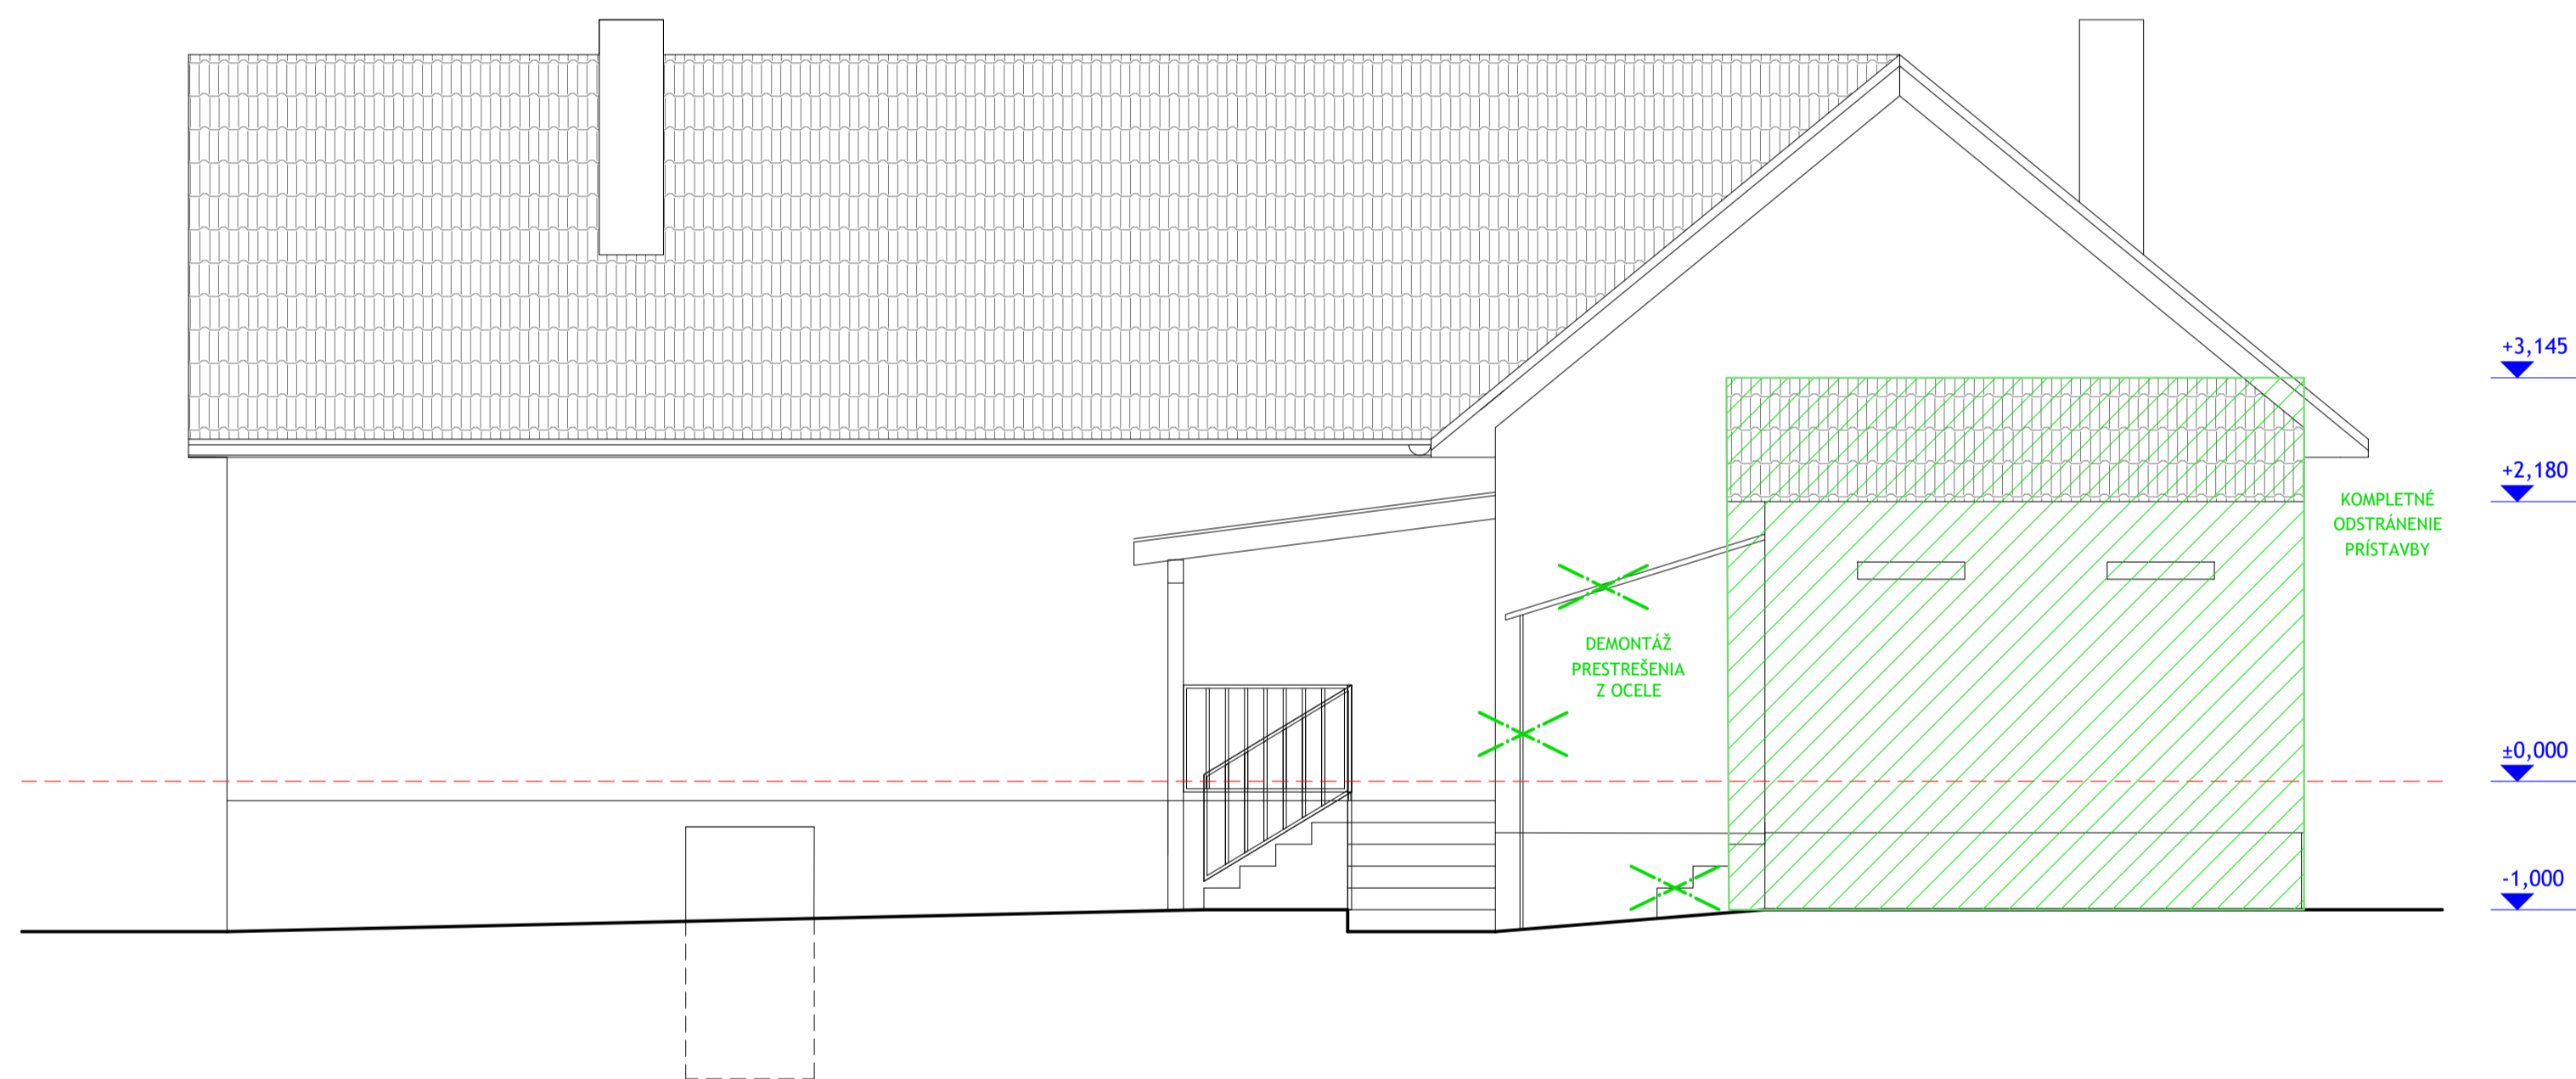 +3,145
+2,180
KOMPLETNÉ
ODSTRÁNENIE
PRÍSTAVBY
DEMONTÁŽ
PRESTREŠENIA
Z OCELE
±0,000
-1,000